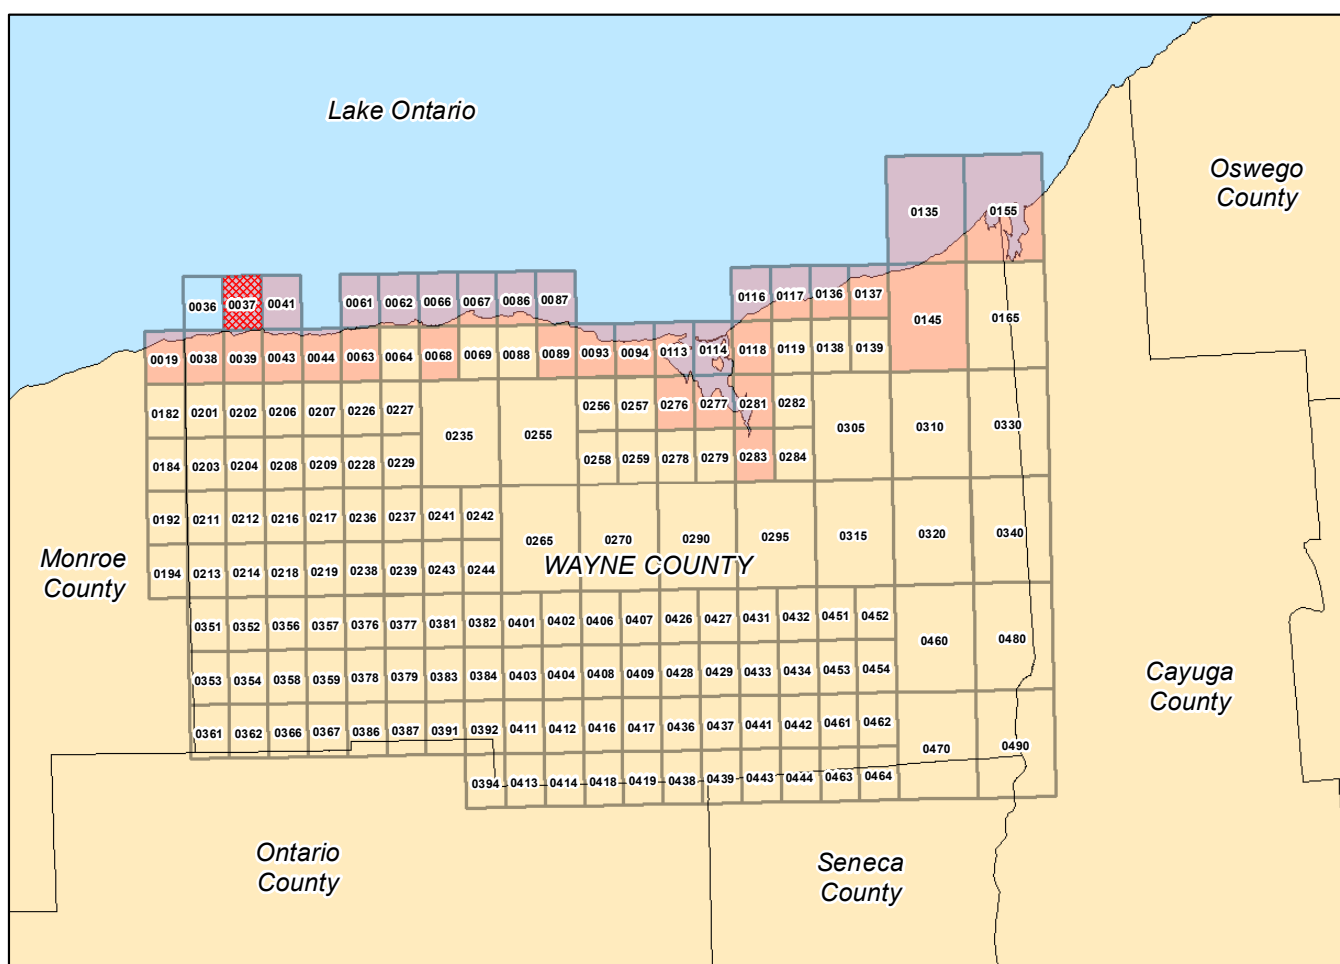 Lake Ontario
Oswego
County
0135 0155
0036 0037 0041 0061 0062 0066 0067 0086 0087 0116 0117 0136 0137
0145 0165
0019 0038 0039 0043 0044 0063 0064 0068 0069 0088 0089 0093 0094 0113 0114 0118 0119 0138 0139
0182 0201 0202 0206 0207 0226 0227 0256 0257 0276 0277 0281 0282
0235 0255 0305 0310 0330
0184 0203 0204 0208 0209 0228 0229 0258 0259 0278 0279 0283 0284
0192 0211 0212 0216 0217 0236 0237 0241 0242
0265 0270 0290 0295 0315 0320 0340
Monroe
County
WAYNE COUNTY
0194 0213 0214 0218 0219 0238 0239 0243 0244
0351 0352 0356 0357 0376 0377 0381 0382 0401 0402 0406 0407 0426 0427 0431 0432 0451 0452
0460 0480
0353 0354 0358 0359 0378 0379 0383 0384 0403 0404 0408 0409 0428 0429 0433 0434 0453 0454
Cayuga
County
0361 0362 0366 0367 0386 0387 0391 0392 0411 0412 0416 0417 0436 0437 0441 0442 0461 0462
0470 0490
0394 0413 0414 0418 0419 0438 0439 0443 0444 0463 0464
Ontario
County
Seneca
County